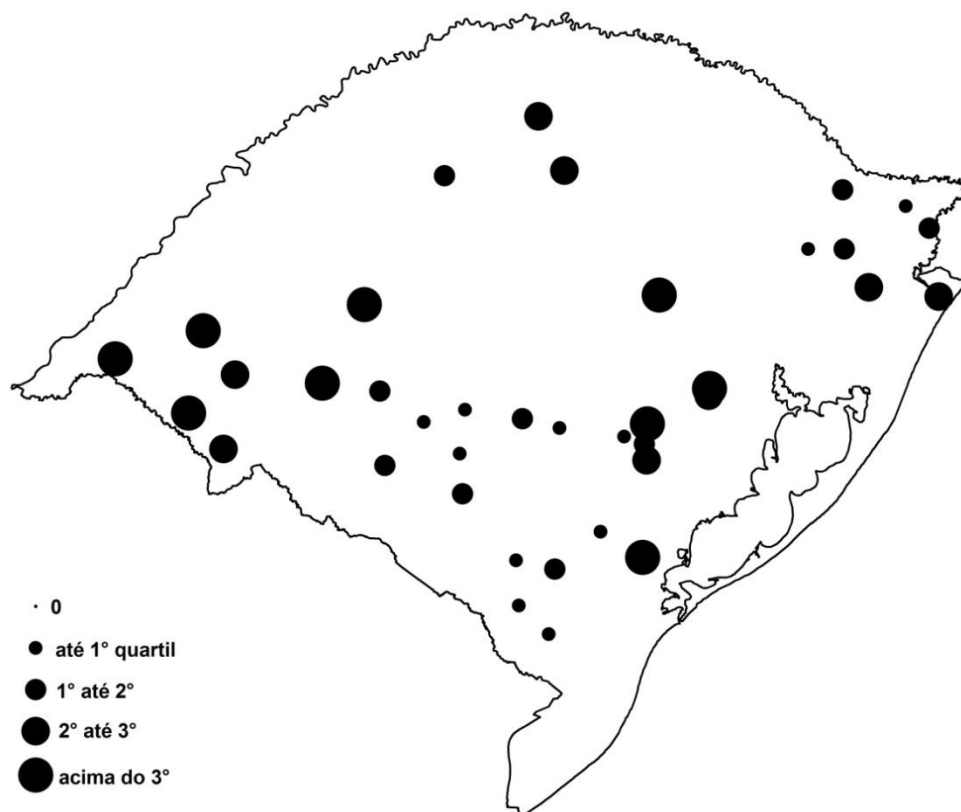 0
até 1° quartil
1° até 2°
2° até 3°
acima do 3°